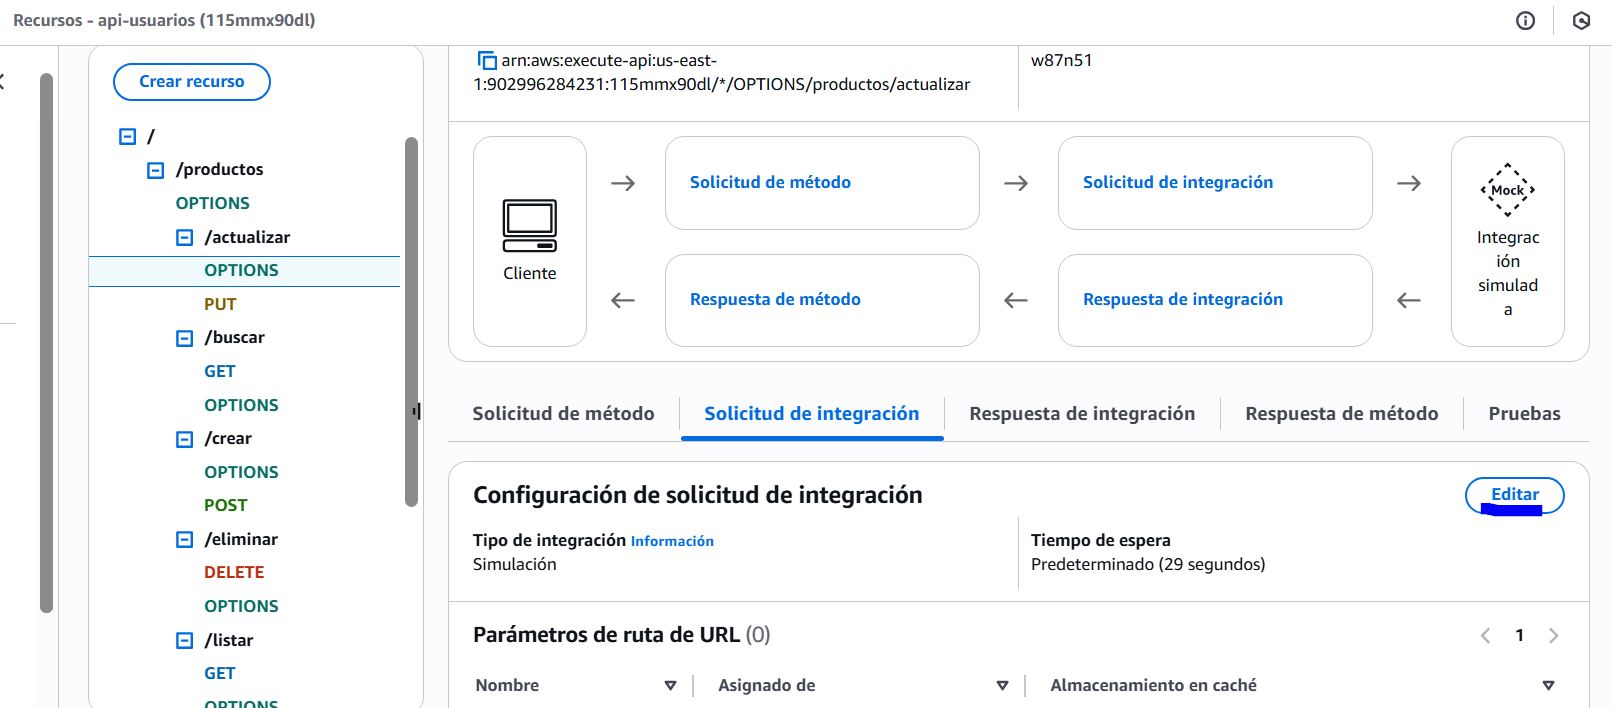 Recursos - api-usuarios (115mmx90dl)
Crear recurso
/
/productos
OPTIONS
/actualizar
OPTIONS
PUT
/buscar
GET
OPTIONS
/crear
OPTIONS
POST
/eliminar
DELETE
OPTIONS
/listar
GET
OPTIONS
arn:aws:execute-api:us-east-
1:902996284231:115mmx90dl/*/OPTIONS/productos/actualizar
w87n51
Cliente
Solicitud de método
Solicitud de integración
Respuesta de método
Respuesta de integración
Mock
Integrac
ión
simulad
a
Solicitud de método
Solicitud de integración
Respuesta de integración
Respuesta de método
Pruebas
Configuración de solicitud de integración
Editar
Tipo de integración Información
Simulación
Tiempo de espera
Predeterminado (29 segundos)
Parámetros de ruta de URL (0)
1
Nombre
Asignado de
Almacenamiento en caché